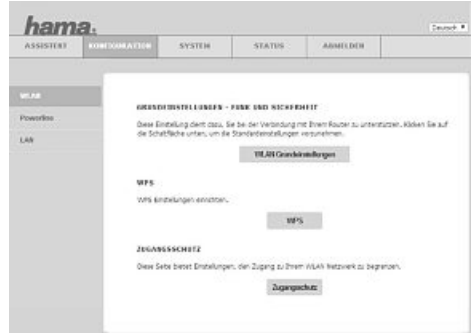 hama.
Deutsch
ASSISTENT KONFIGURATION SYSTEM STATUS ABMELDEN
WLAN
Powerline
LAN
GRUNDEINSTELLUNGEN - FUNK UND SICHERHEIT
Diese Einstellung dient dazu, Sie bei der Verbindung mit Ihrem Router zu unterstützen. Klicken Sie auf
die Schaltfläche unten, um die Standardeinstellungen vorzunehmen.
WLAN Grundeinstellungen
WPS
WPS Einstellungen einrichten.
WPS
ZUGANGSSCHUTZ
Diese Seite bietet Einstellungen, den Zugang zu Ihrem WLAN Netzwerk zu begrenzen.
Zugangsschutz